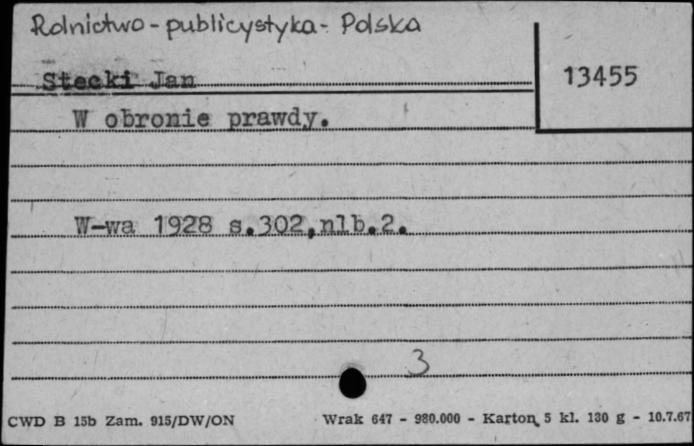 Rolnictwo - publicystyka - Polska
Stecki Jan
13455
W obronie prawdy.
W-wa 1928 s.302,nlb.2.
3
CWD B 15b Zam. 915/DW/ON Wrak 647 - 980.000 - Karton 5 kl. 130 g - 10.7.67